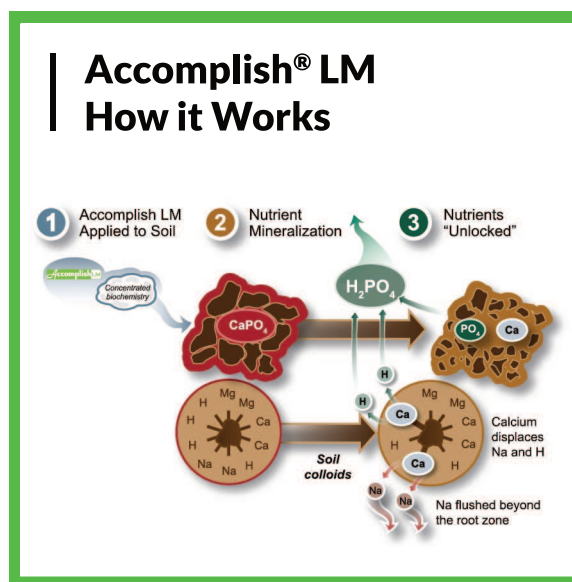 Accomplish® LM
How it Works
1
Accomplish LM
Applied to Soil
2
Nutrient
Mineralization
3
Nutrients
"Unlocked"
Accomplish LM
Concentrated
biochemistry
CaPO₄
H₂PO₄
PO₄
Ca
H
H
Mg
Mg
H
Ca
H
Ca
H
H
Na
Na
Soil
colloids
Mg
Mg
Ca
Ca
H
Ca
Ca
H
Calcium
displaces
Na and H
Na
Na
Na flushed beyond
the root zone